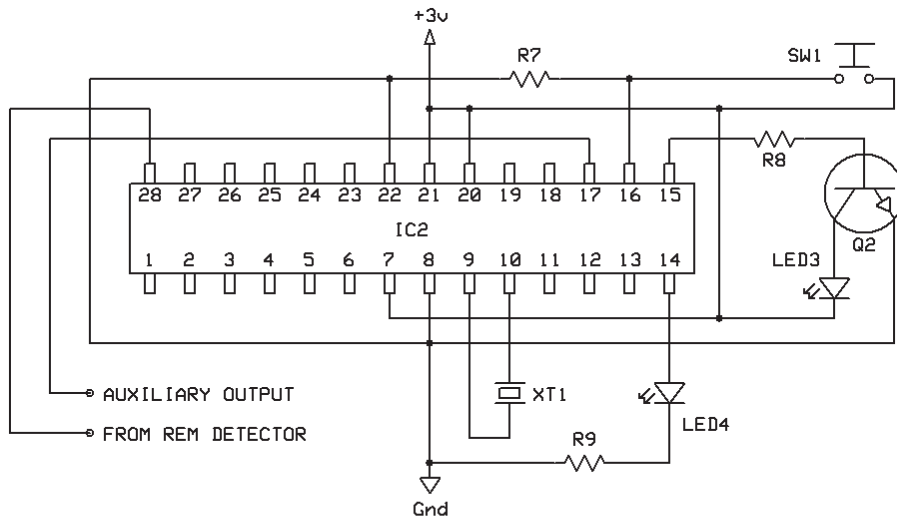 +3v
R7
SW1
R8
28 27 26 25 24 23 22 21 20 19 18 17 16 15
IC2
Q2
1 2 3 4 5 6 7 8 9 10 11 12 13 14
LED3
AUXILIARY OUTPUT
XT1
LED4
FROM REM DETECTOR
R9
Gnd